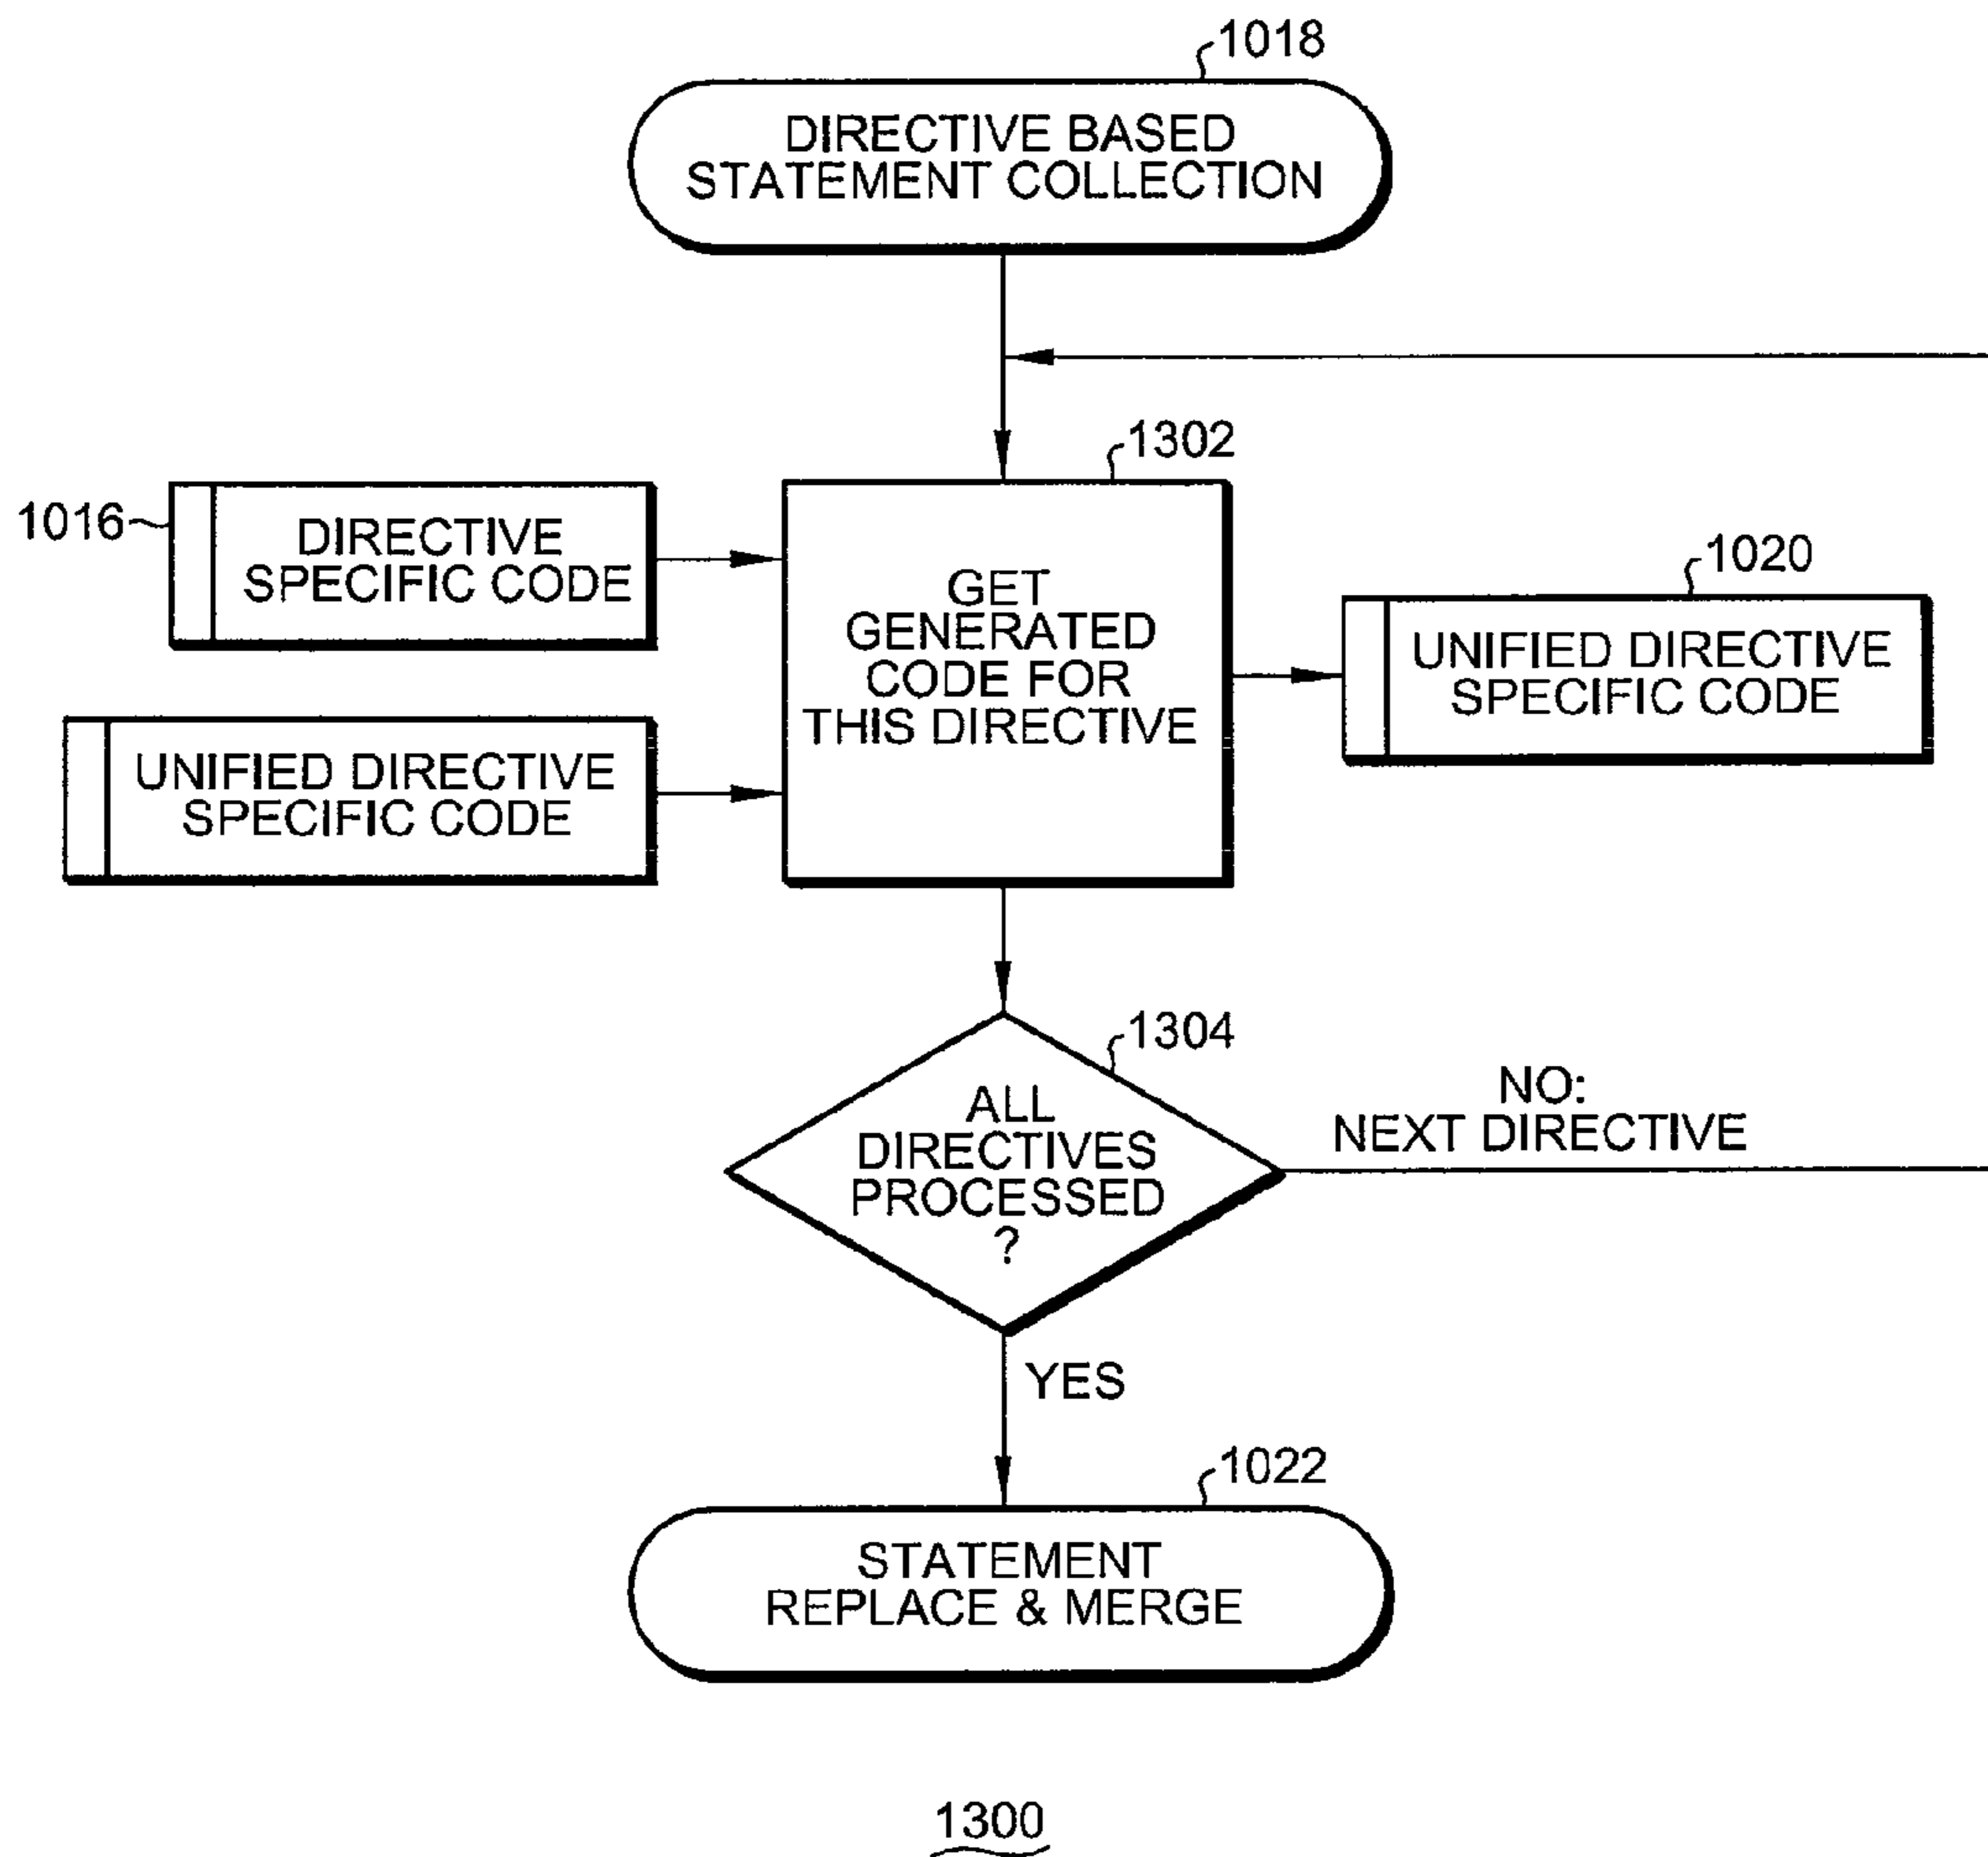 1018
DIRECTIVE BASED
STATEMENT COLLECTION
1302
1016
DIRECTIVE
SPECIFIC CODE
GET
GENERATED
CODE FOR
THIS DIRECTIVE
1020
UNIFIED DIRECTIVE
SPECIFIC CODE
UNIFIED DIRECTIVE
SPECIFIC CODE
1304
ALL
DIRECTIVES
PROCESSED
?
NO:
NEXT DIRECTIVE
YES
1022
STATEMENT
REPLACE & MERGE
1300